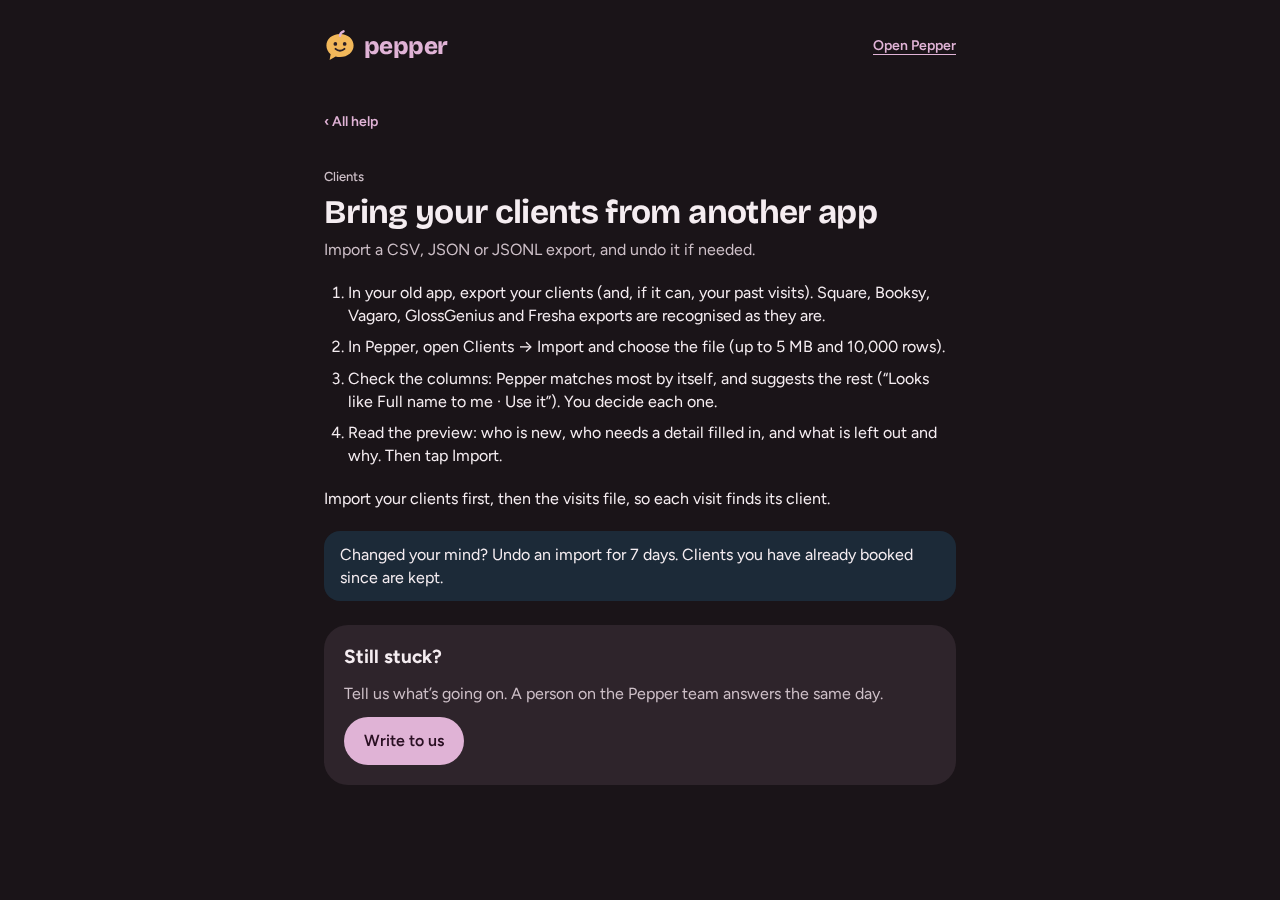 pepper
Open Pepper
‹ All help
Clients
Bring your clients from another app
Import a CSV, JSON or JSONL export, and undo it if needed.
1. In your old app, export your clients (and, if it can, your past visits). Square, Booksy,
Vagaro, GlossGenius and Fresha exports are recognised as they are.
2. In Pepper, open Clients → Import and choose the file (up to 5 MB and 10,000 rows).
3. Check the columns: Pepper matches most by itself, and suggests the rest (“Looks
like Full name to me · Use it”). You decide each one.
4. Read the preview: who is new, who needs a detail filled in, and what is left out and
why. Then tap Import.
Import your clients first, then the visits file, so each visit finds its client.
Changed your mind? Undo an import for 7 days. Clients you have already booked
since are kept.
Still stuck?
Tell us what’s going on. A person on the Pepper team answers the same day.
Write to us